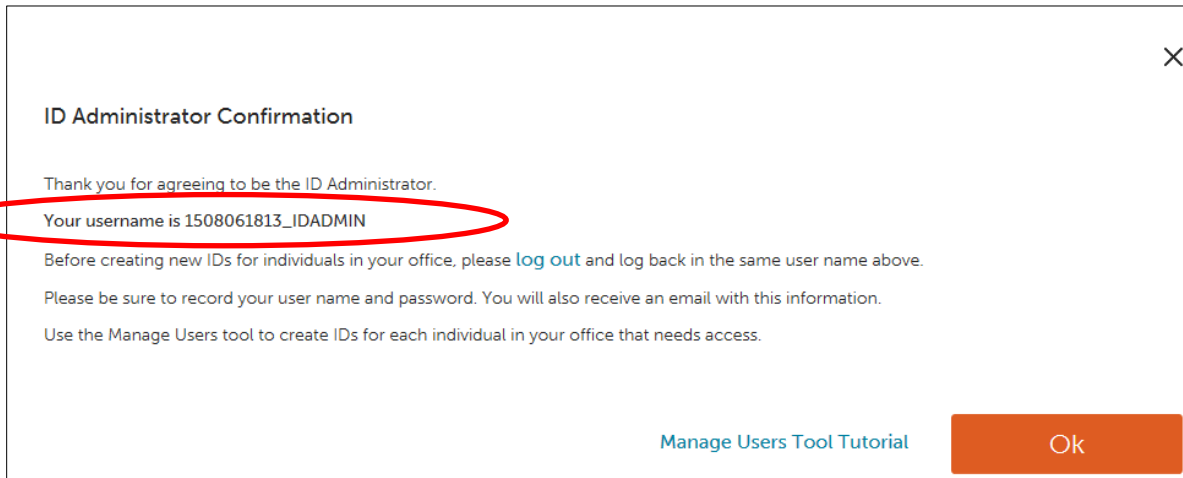 ID Administrator Confirmation
Thank you for agreeing to be the ID Administrator.
Your username is 1508061813_IDADMIN
Before creating new IDs for individuals in your office, please log out and log back in the same user name above.
Please be sure to record your user name and password. You will also receive an email with this information.
Use the Manage Users tool to create IDs for each individual in your office that needs access.
Manage Users Tool Tutorial
Ok